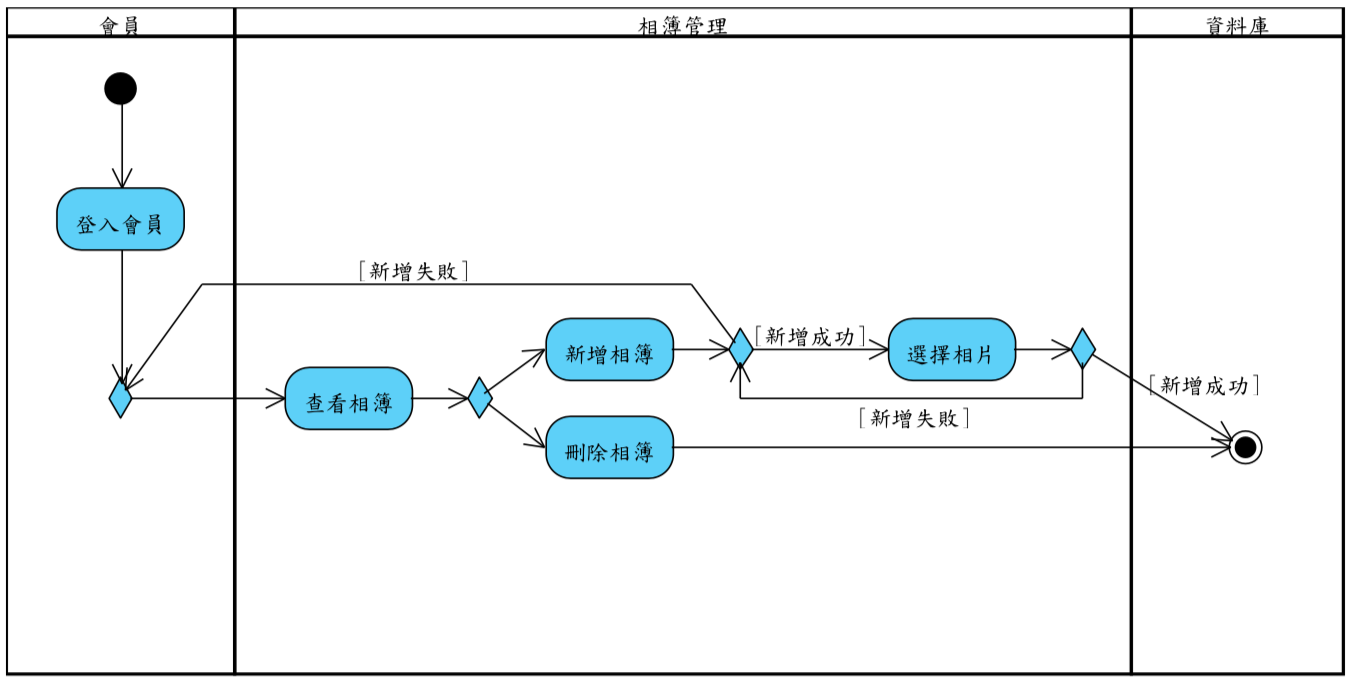 會員
相簿管理
資料庫
登入會員
[新增失敗]
新增相簿
[新增成功]
選擇相片
查看相簿
[新增成功]
[新增失敗]
刪除相簿